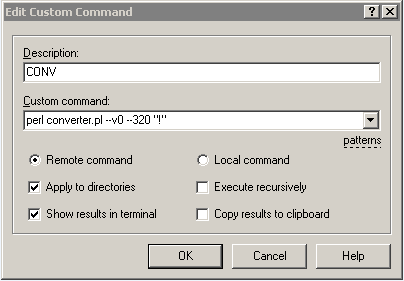 Edit Custom Command
Description:
CONV
Custom command:
perl converter.pl --v0 --320 "!"
patterns
Remote command Local command
Apply to directories Execute recursively
Show results in terminal Copy results to clipboard
OK Cancel Help